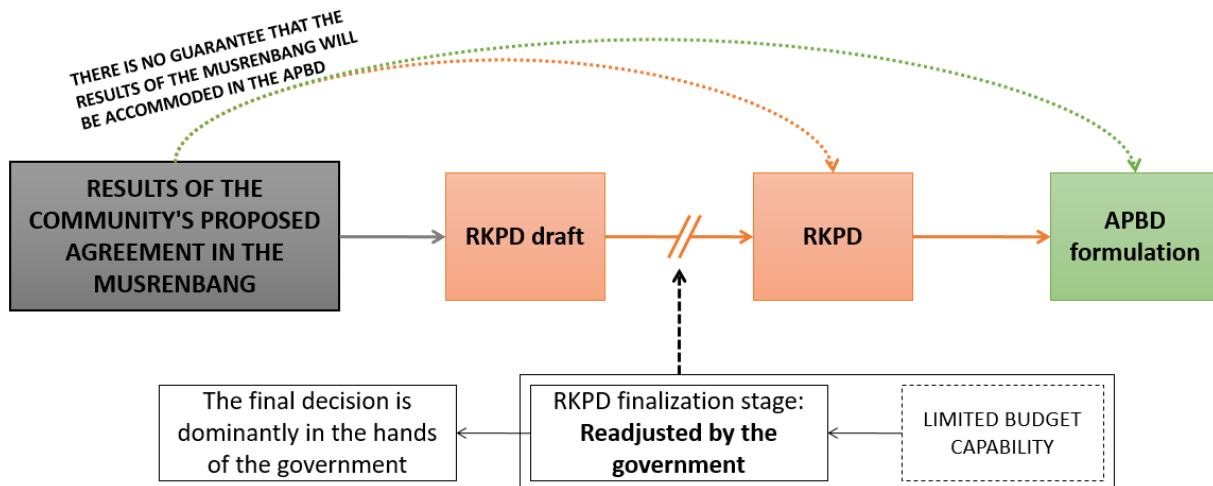 THERE IS NO GUARANTEE THAT THE
RESULTS OF THE MUSRENBANG WILL
BE ACCOMMODED IN THE APBD
RESULTS OF THE
COMMUNITY'S PROPOSED
AGREEMENT IN THE
MUSRENBANG
RKPD draft
RKPD
APBD
formulation
The final decision is
dominantly in the hands
of the government
RKPD finalization stage:
Readjusted by the
government
LIMITED BUDGET
CAPABILITY